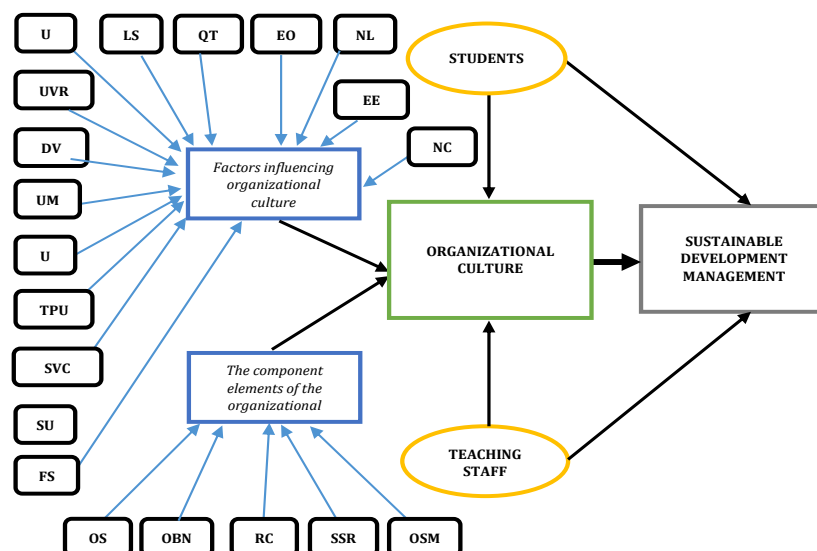 U
LS
QT
EO
NL
STUDENTS
UVR
EE
DV
NC
Factors influencing
organizational
culture
UM
U
ORGANIZATIONAL
CULTURE
SUSTAINABLE
DEVELOPMENT
MANAGEMENT
TPU
SVC
The component
elements of the
organizational
SU
FS
TEACHING
STAFF
OS
OBN
RC
SSR
OSM